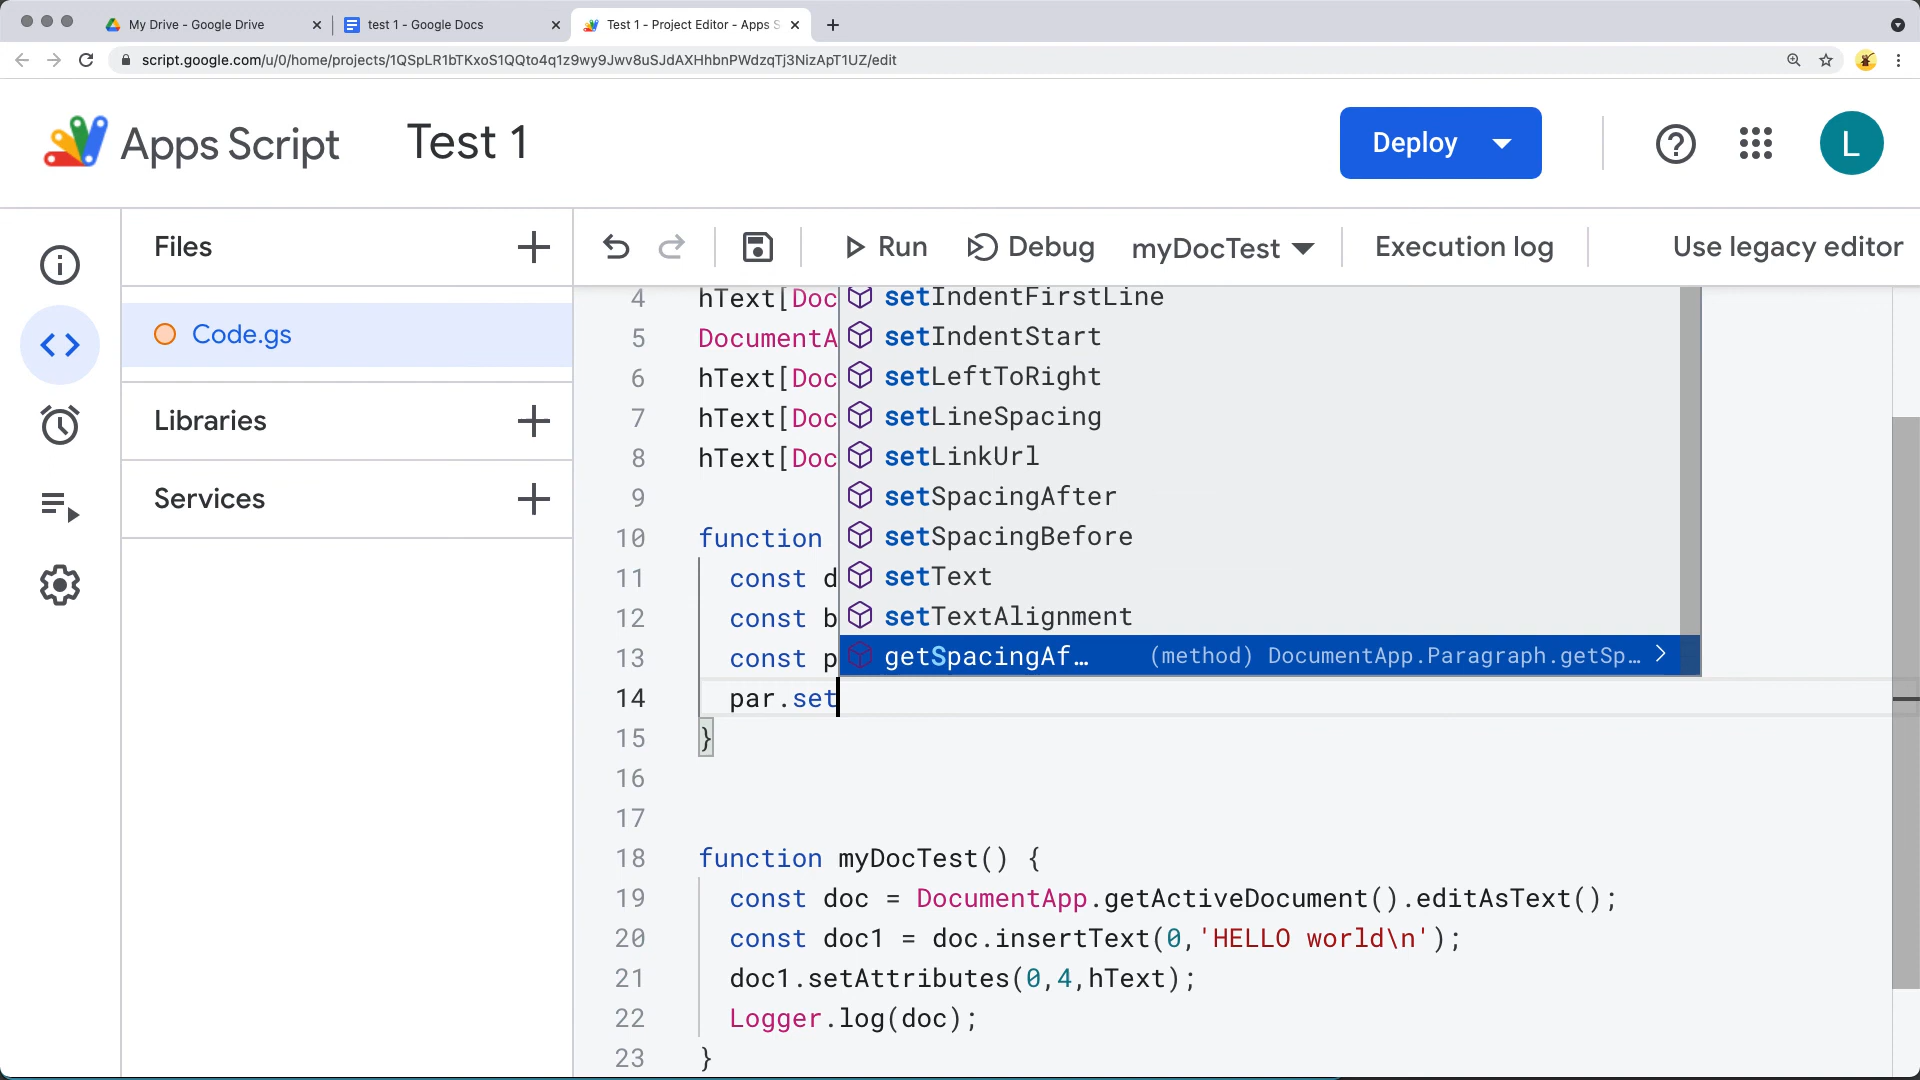 My Drive - Google Drive
test 1 - Google Docs
Test 1 - Project Editor - Apps S
script.google.com/u/0/home/projects/1QSpLR1bTKxoS1QQto4q1z9wy9Jwv8uSJdAXHhbnPWdzqTj3NizApT1UZ/edit
Apps Script
Test 1
Deploy
L
Files
Run
Debug
myDocTest
Execution log
Use legacy editor
Code.gs
Libraries
Services
4 hText[Doc
5 DocumentA
6 hText[Doc
7 hText[Doc
8 hText[Doc
9
10 function
11 const d
12 const b
13 const p
14 par.set
15 }
16
17
18 function myDocTest() {
19 const doc = DocumentApp.getActiveDocument().editAsText();
20 const doc1 = doc.insertText(0,'HELLO world\n');
21 doc1.setAttributes(0,4,hText);
22 Logger.log(doc);
23 }
setIndentFirstLine
setIndentStart
setLeftToRight
setLineSpacing
setLinkUrl
setSpacingAfter
setSpacingBefore
setText
setTextAlignment
getSpacingAf… (method) DocumentApp.Paragraph.getSp…